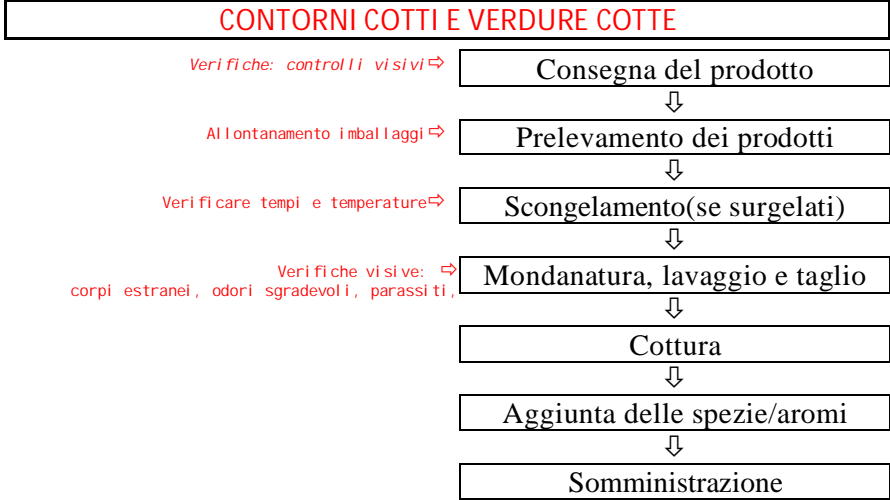 CONTORNI COTTI E VERDURE COTTE
Verifiche: controlli visivi⇨
Consegna del prodotto
⇩
Allontanamento imballaggi⇨
Prelevamento dei prodotti
⇩
Verificare tempi e temperature⇨
Scongelamento(se surgelati)
⇩
Verifiche visive: ⇨
corpi estranei, odori sgradevoli, parassiti,
Mondanatura, lavaggio e taglio
⇩
Cottura
⇩
Aggiunta delle spezie/aromi
⇩
Somministrazione